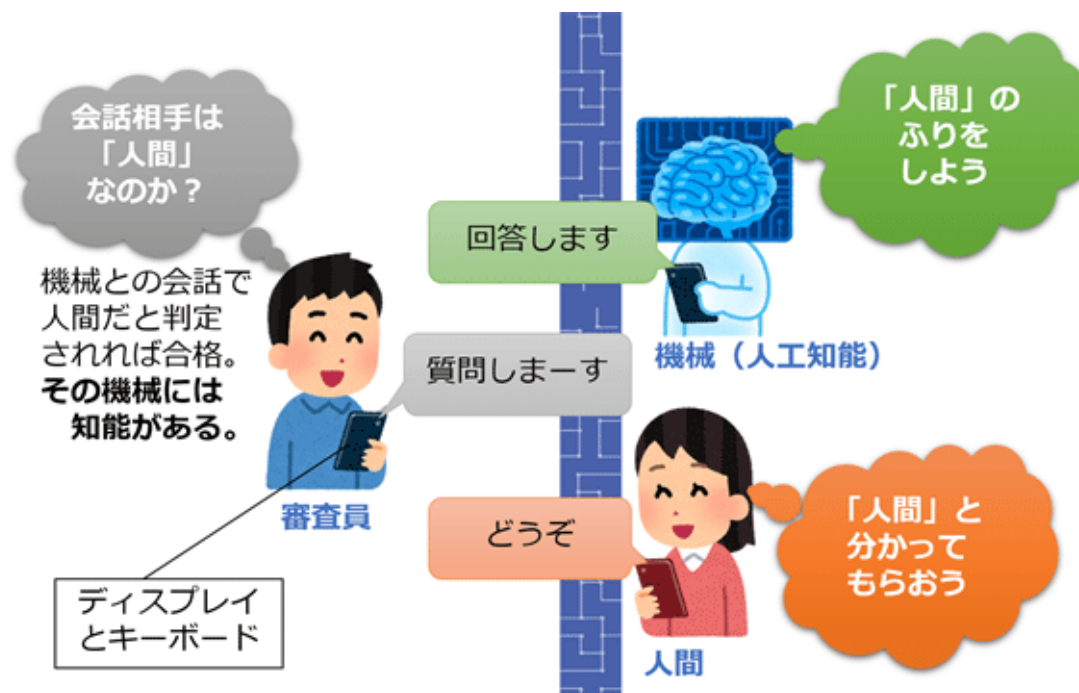 会話相手は
「人間」
なのか？
機械との会話で
人間だと判定
されれば合格。
その機械には
知能がある。
審査員
ディスプレイ
とキーボード
質問しまーす
回答します
どうぞ
「人間」の
ふりを
しよう
機械（人工知能）
「人間」と
分かって
もらおう
人間